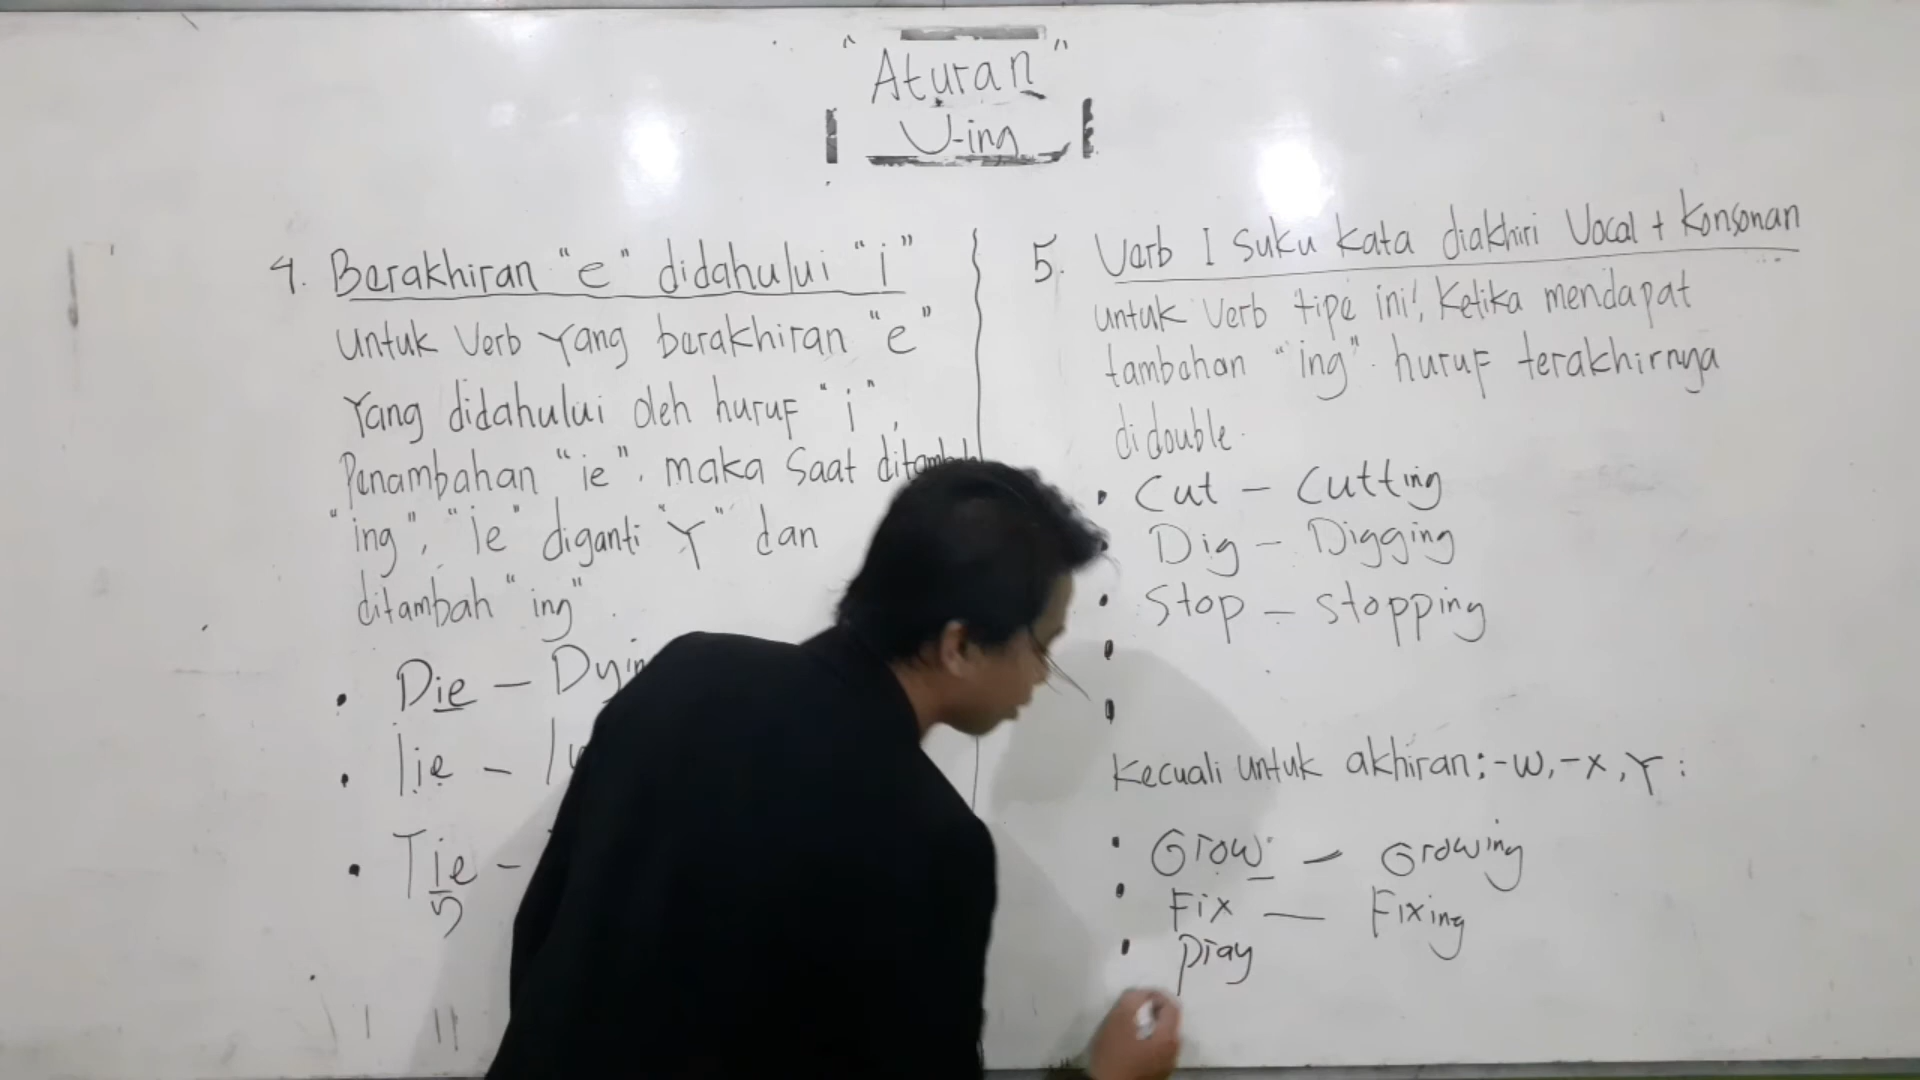 "Aturan"
V-ing
4. Berakhiran "e" didahului "i"
untuk Verb Yang berakhiran "e"
Yang didahului oleh huruf "i",
Penambahan "ie". maka Saat
"ing", "ie" diganti "Y" dan
ditambah "ing".
• Die –
• lie –
• Tie –
5. Verb 1 Suku Kata diakhiri Vocal + Konsonan
untuk Verb tipe ini!, Ketika mendapat
tambahan "ing". huruf terakhirnya
didouble.
• Cut – Cutting
Dig – Digging
• Stop – stopping
Kecuali untuk akhiran; -w, -x, Y :
• Grow – Growing
• Fix — Fixing
• Play